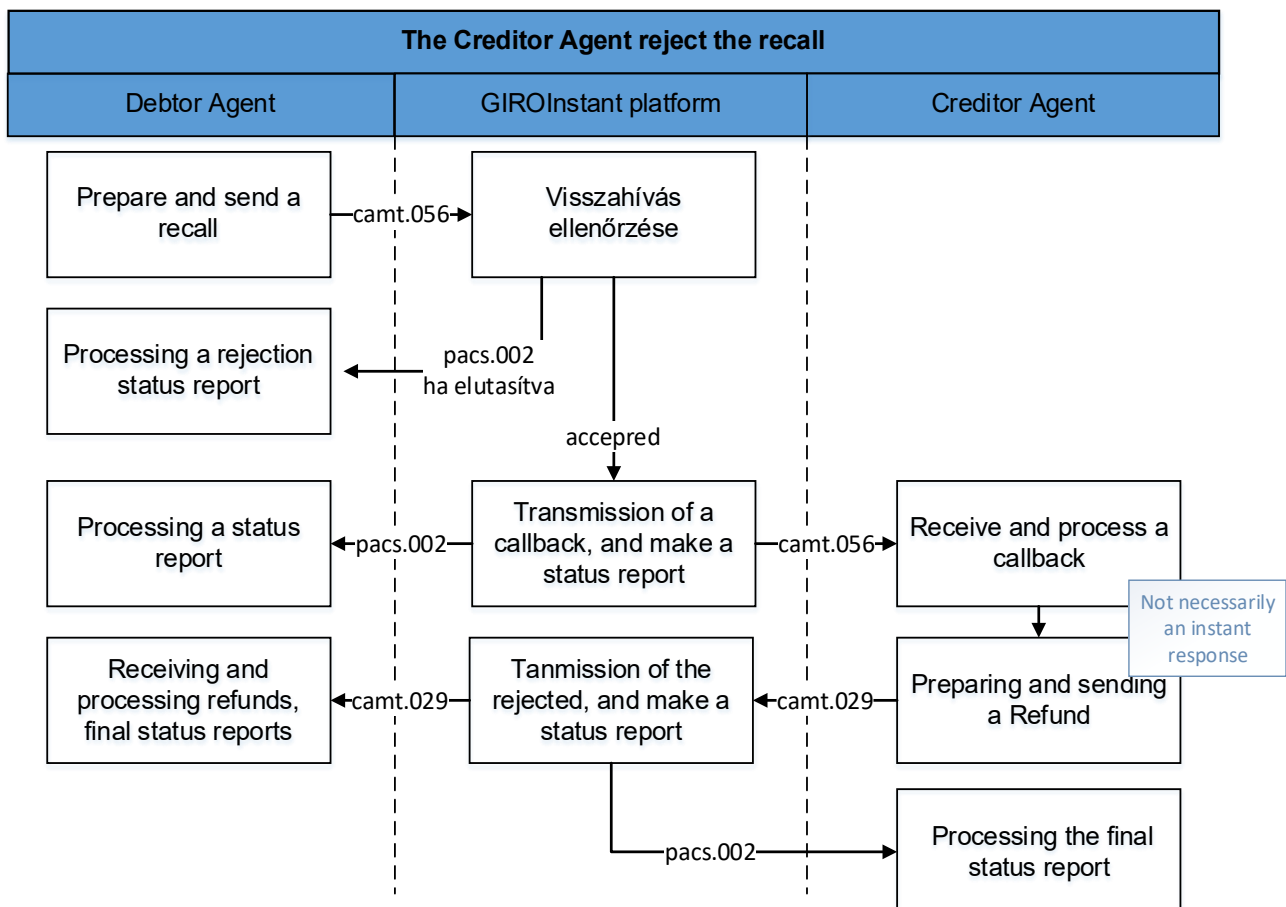 The Creditor Agent reject the recall
Debtor Agent
GIROInstant platform
Creditor Agent
Prepare and send a
recall
camt.056
Visszahívás
ellenőrzése
Processing a rejection
status report
pacs.002
ha elutasítva
accepred
Processing a status
report
pacs.002
Transmission of a
callback, and make a
status report
camt.056
Receive and process a
callback
Not necessarily
an instant
response
Receiving and
processing refunds,
final status reports
camt.029
Tanmission of the
rejected, and make a
status report
camt.029
Preparing and sending
a Refund
pacs.002
Processing the final
status report